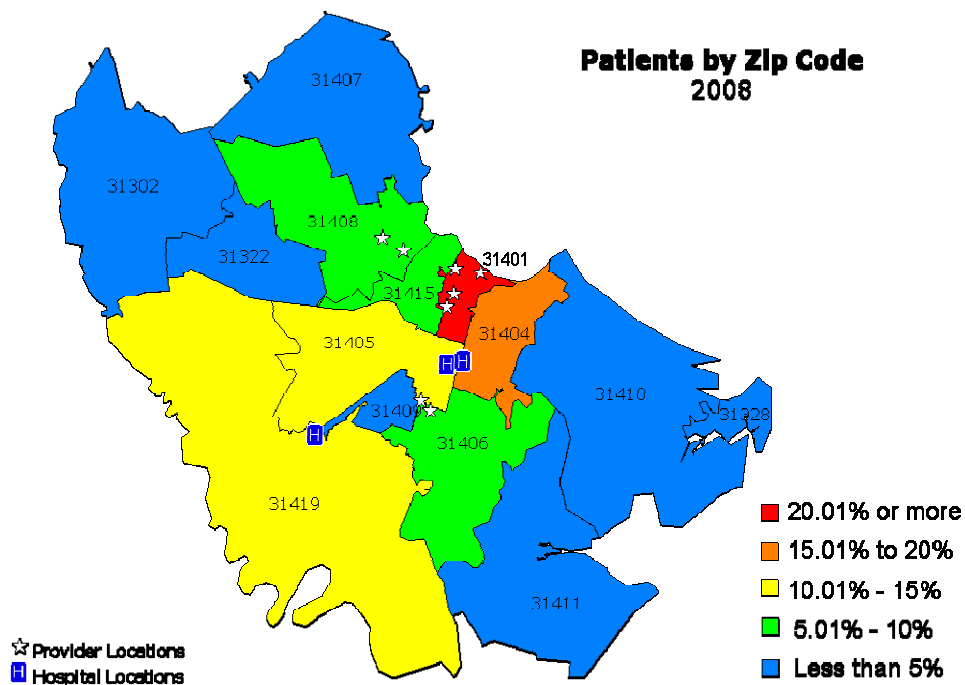 Patients by Zip Code
2008
31407
31302
31408
31322
31401
31415
31404
31405
31410
31328
31409
31406
31419
31411
20.01% or more
15.01% to 20%
10.01% - 15%
5.01% - 10%
Less than 5%
Provider Locations
H Hospital Locations
H
H
H